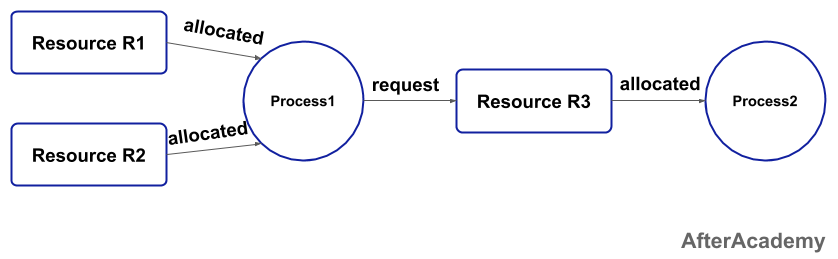 Resource R1
allocated
Resource R2
allocated
Process1
request
Resource R3
allocated
Process2
AfterAcademy